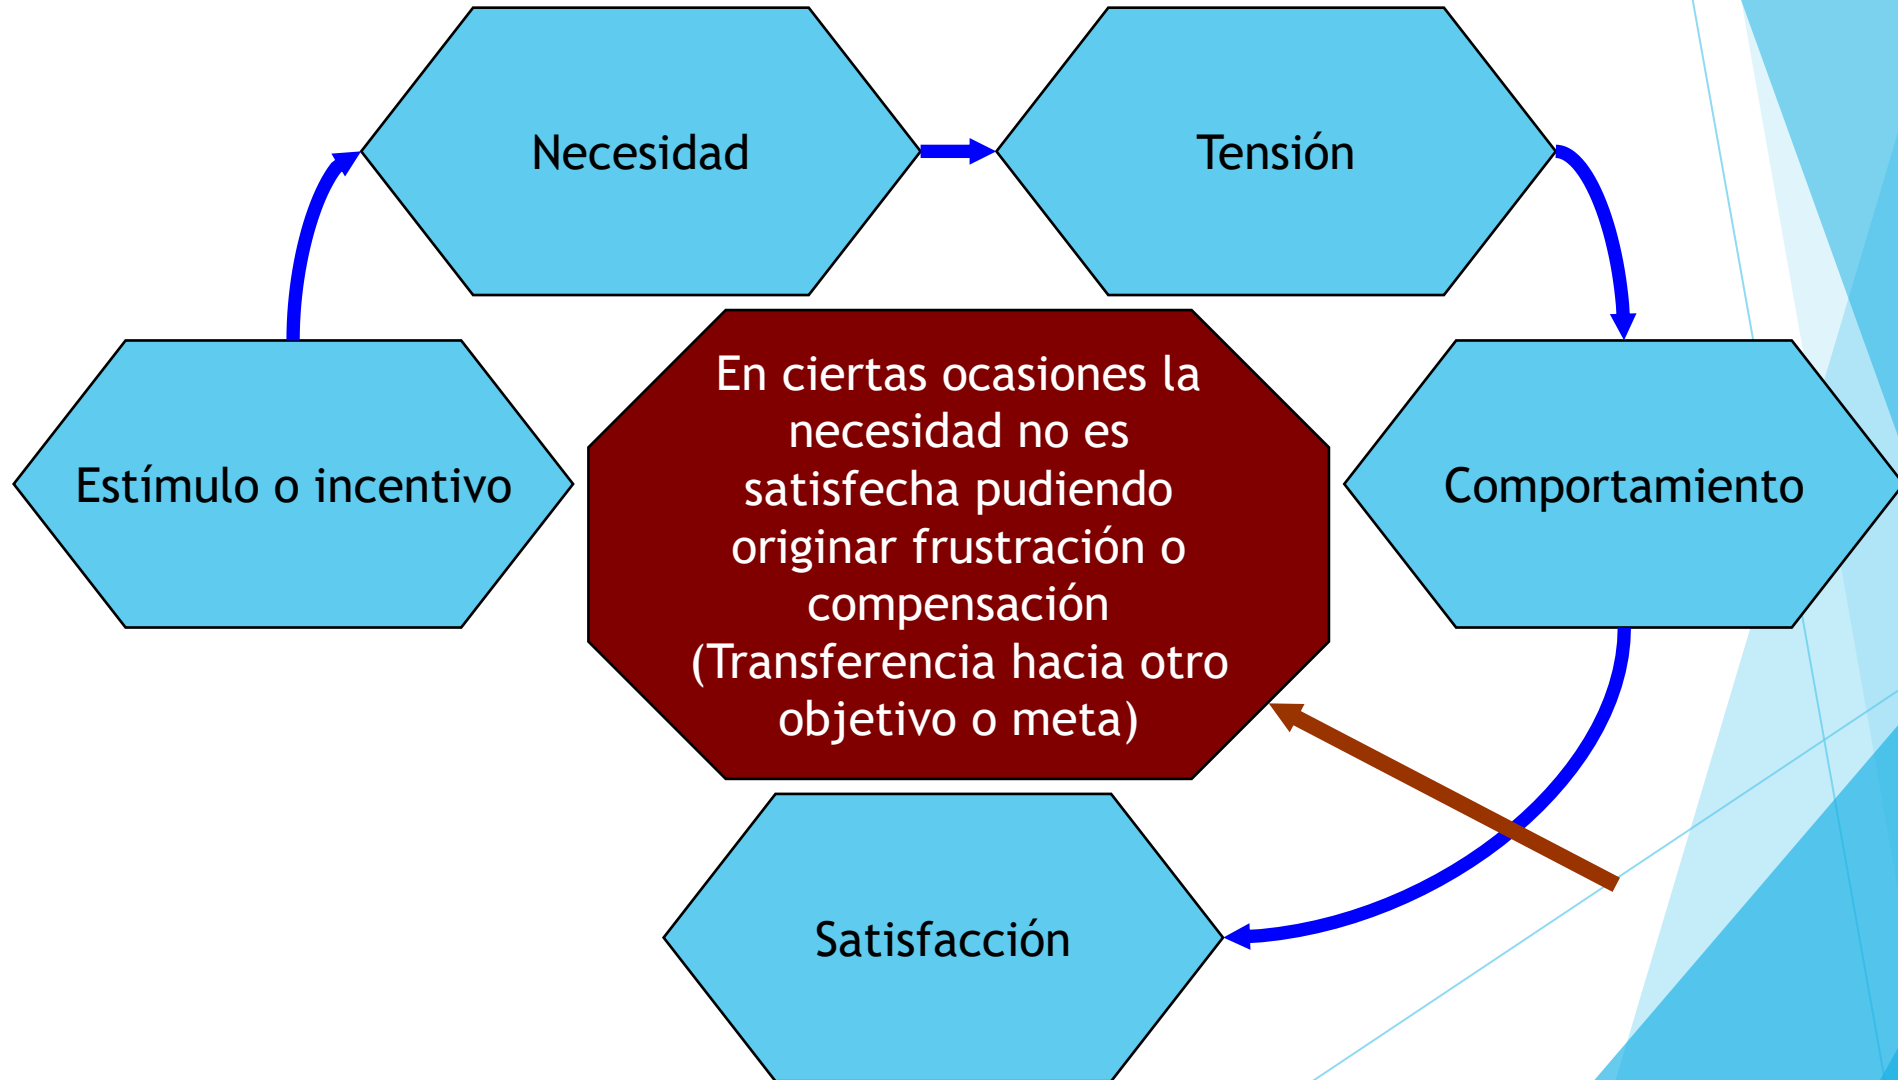 Necesidad
Tensión
Estímulo o incentivo
En ciertas ocasiones la
necesidad no es
satisfecha pudiendo
originar frustración o
compensación
(Transferencia hacia otro
objetivo o meta)
Comportamiento
Satisfacción